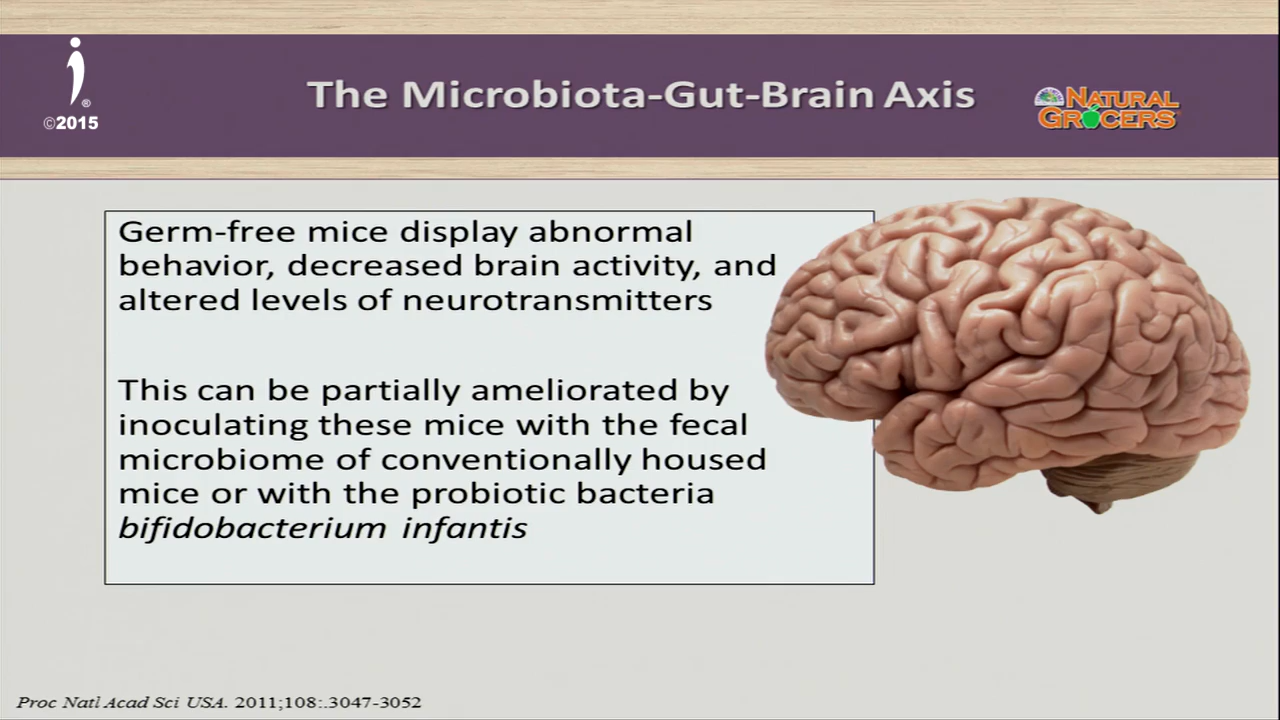 The Microbiota-Gut-Brain Axis
®
©2015
NATURAL
GROCERS
Germ-free mice display abnormal
behavior, decreased brain activity, and
altered levels of neurotransmitters
This can be partially ameliorated by
inoculating these mice with the fecal
microbiome of conventionally housed
mice or with the probiotic bacteria
bifidobacterium infantis
Proc Natl Acad Sci USA. 2011;108:.3047-3052